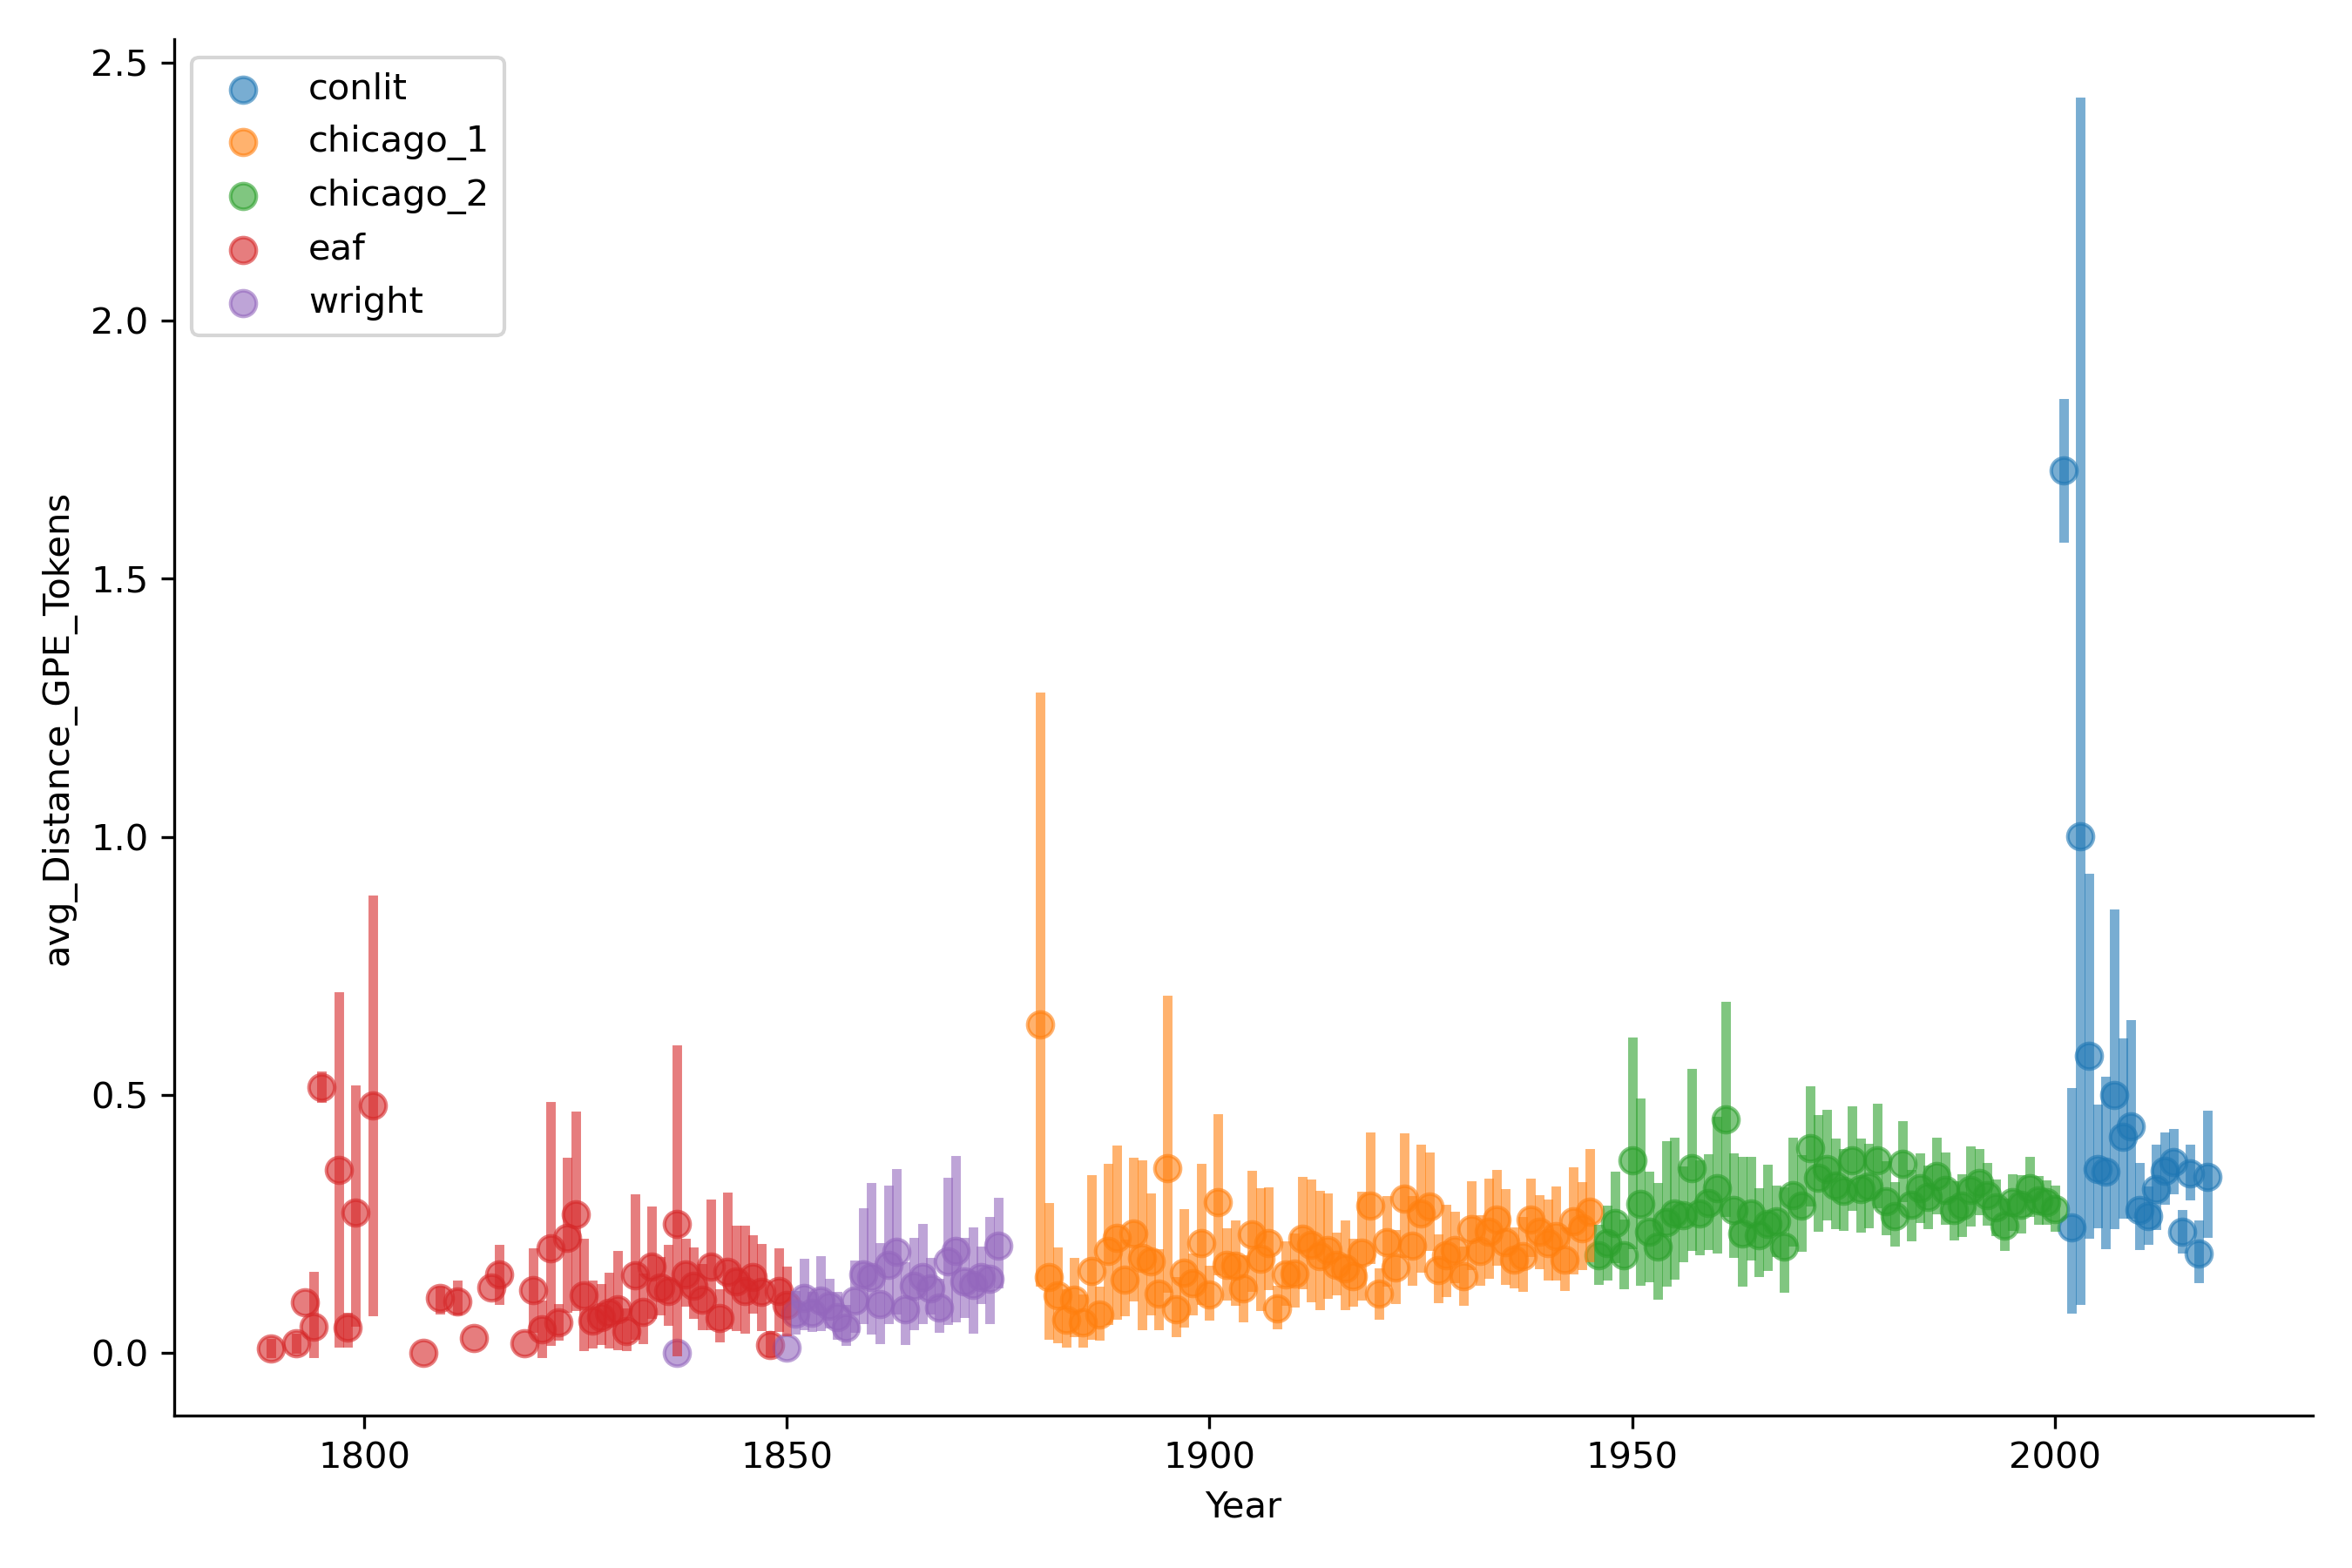 conlit
chicago_1
chicago_2
eaf
wright
2.5
2.0
1.5
1.0
0.5
0.0
avg_Distance_GPE_Tokens
1800 1850 1900 1950 2000
Year